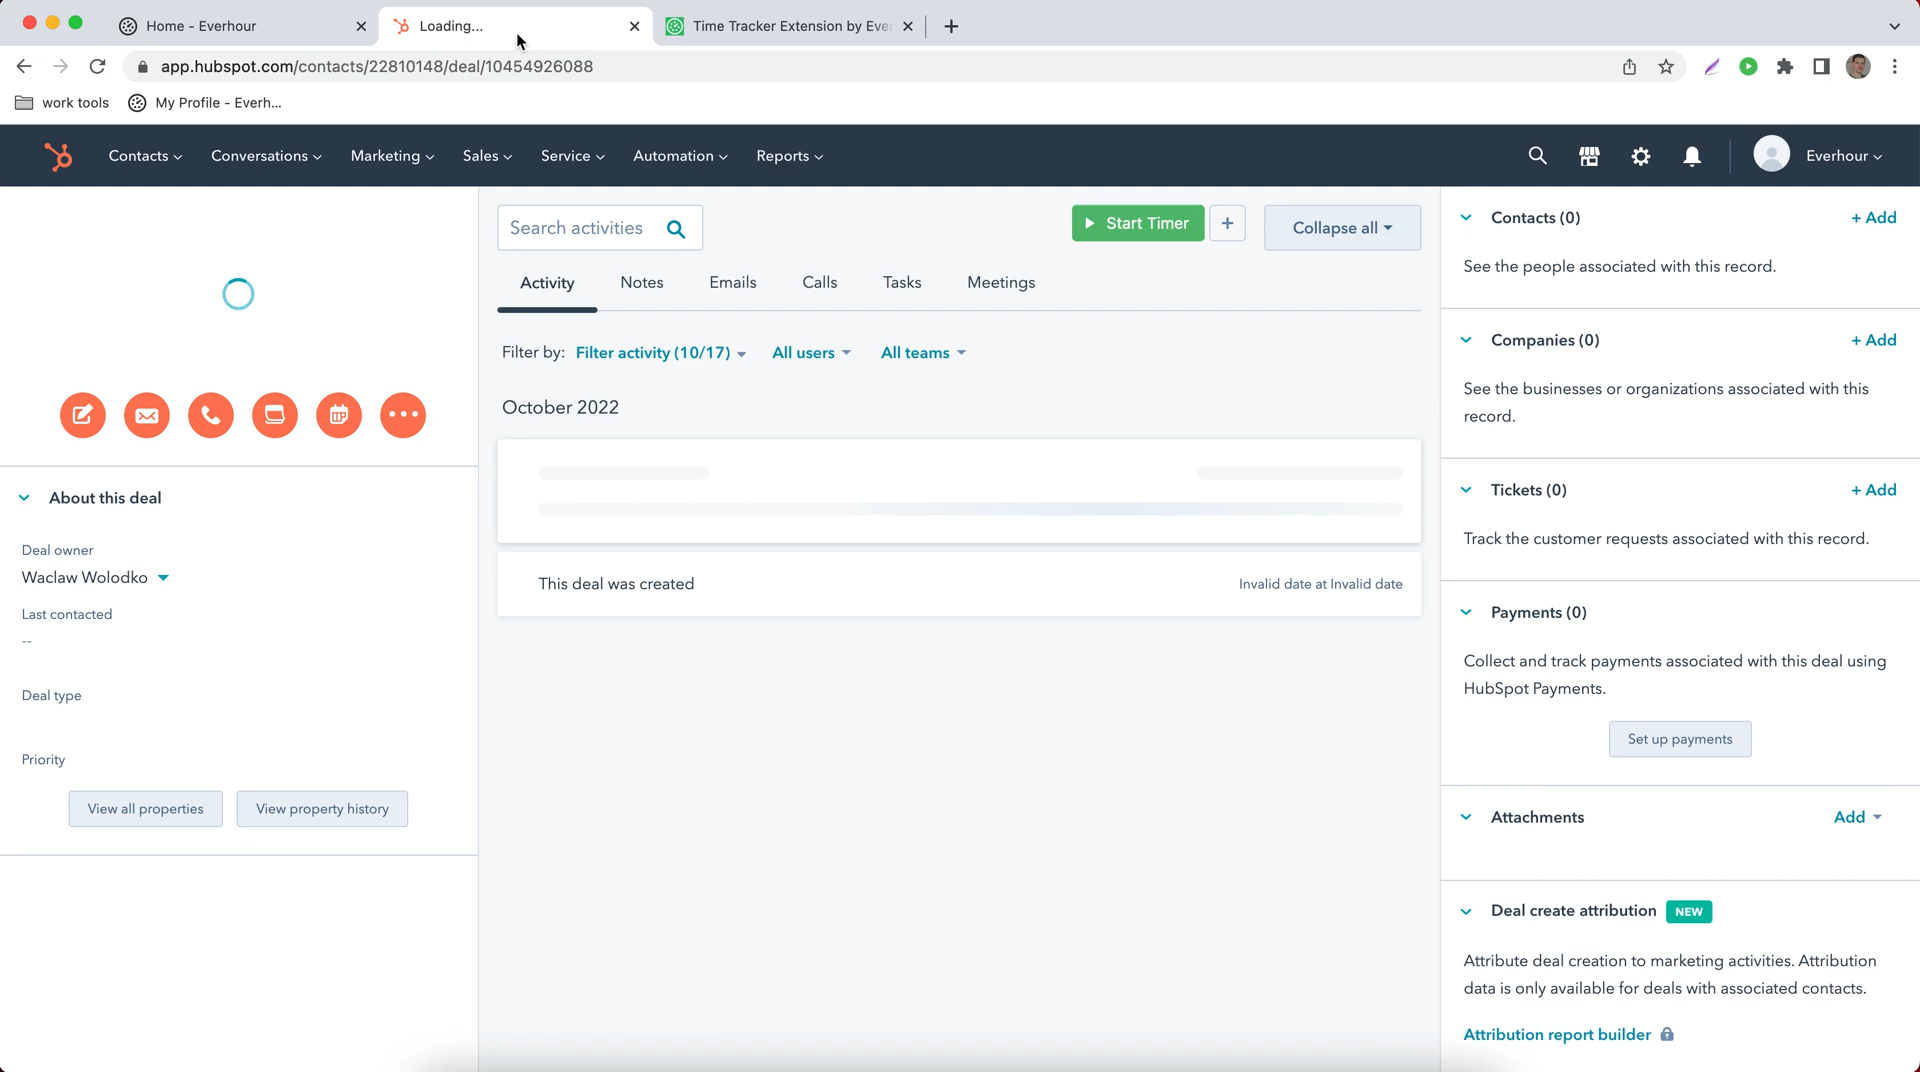 Home - Everhour
Loading...
Time Tracker Extension by Eve
app.hubspot.com/contacts/22810148/deal/10454926088
work tools
My Profile - Everh...
Contacts
Conversations
Marketing
Sales
Service
Automation
Reports
Everhour
Search activities
Start Timer
+
Collapse all
Activity
Notes
Emails
Calls
Tasks
Meetings
Filter by:
Filter activity (10/17)
All users
All teams
October 2022
This deal was created
Invalid date at Invalid date
About this deal
Deal owner
Waclaw Wolodko
Last contacted
--
Deal type
Priority
View all properties
View property history
Contacts (0)
+ Add
See the people associated with this record.
Companies (0)
+ Add
See the businesses or organizations associated with this
record.
Tickets (0)
+ Add
Track the customer requests associated with this record.
Payments (0)
Collect and track payments associated with this deal using
HubSpot Payments.
Set up payments
Attachments
Add
Deal create attribution
NEW
Attribute deal creation to marketing activities. Attribution
data is only available for deals with associated contacts.
Attribution report builder